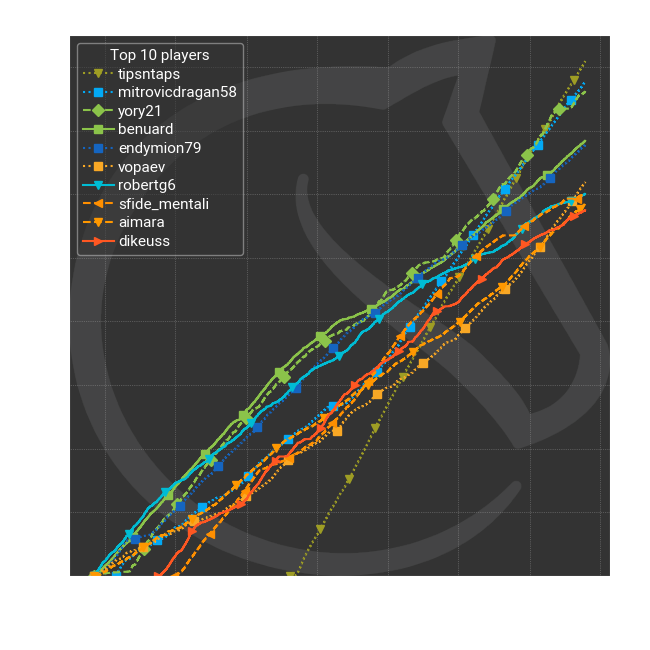 Top 10 players
tipsntaps
mitrovicdragan58
yory21
benuard
endymion79
vopaev
robertg6
sfide_mentali
aimara
dikeuss